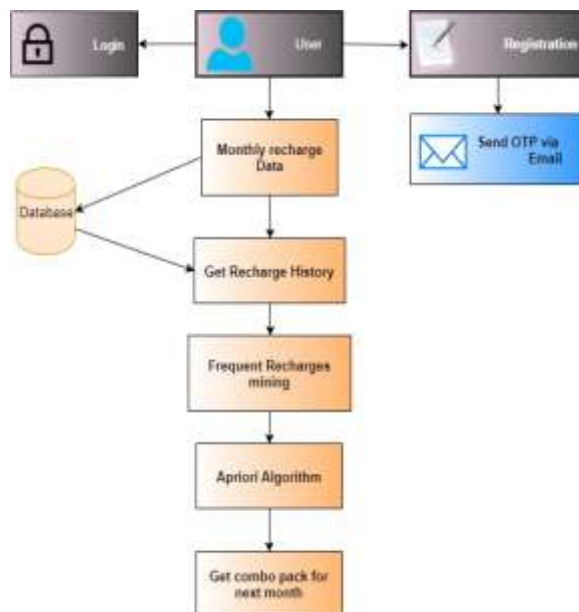 Login
User
Registration
Send OTP via
Email
Monthly recharge
Data
Database
Get Recharge History
Frequent Recharges
mining
Apriori Algorithm
Get combo pack for
next month